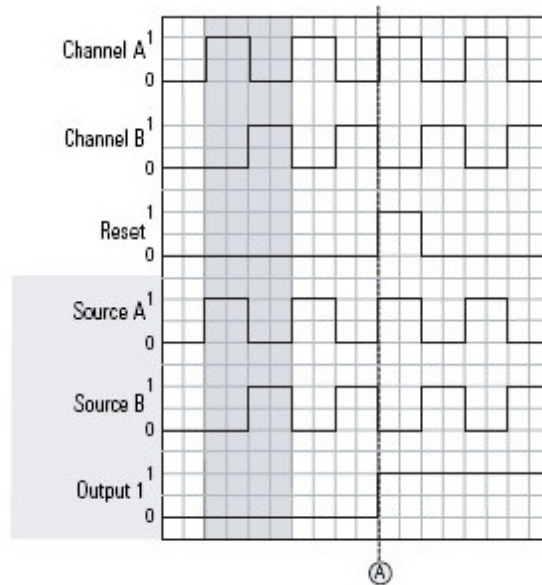 Channel A 1
0
Channel B 1
0
Reset 1
0
Source A 1
0
Source B 1
0
Output 1 1
0
A